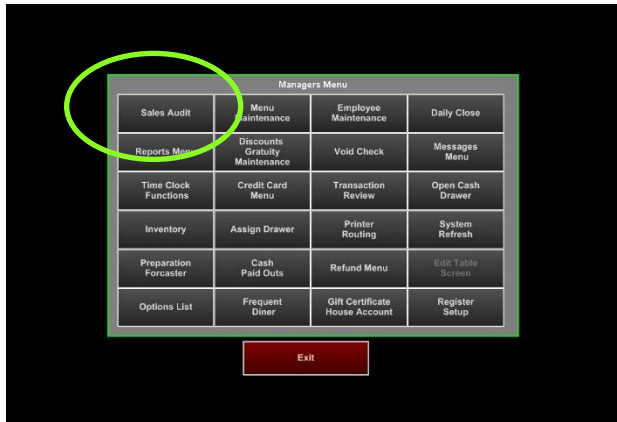 Managers Menu
Sales Audit
Menu
Maintenance
Employee
Maintenance
Daily Close
Reports Menu
Discounts
Gratuity
Maintenance
Void Check
Messages
Menu
Time Clock
Functions
Credit Card
Menu
Transaction
Review
Open Cash
Drawer
Inventory
Assign Drawer
Printer
Routing
System
Refresh
Preparation
Forcaster
Cash
Paid Outs
Refund Menu
Edit Table
Screen
Options List
Frequent
Diner
Gift Certificate
House Account
Register
Setup
Exit